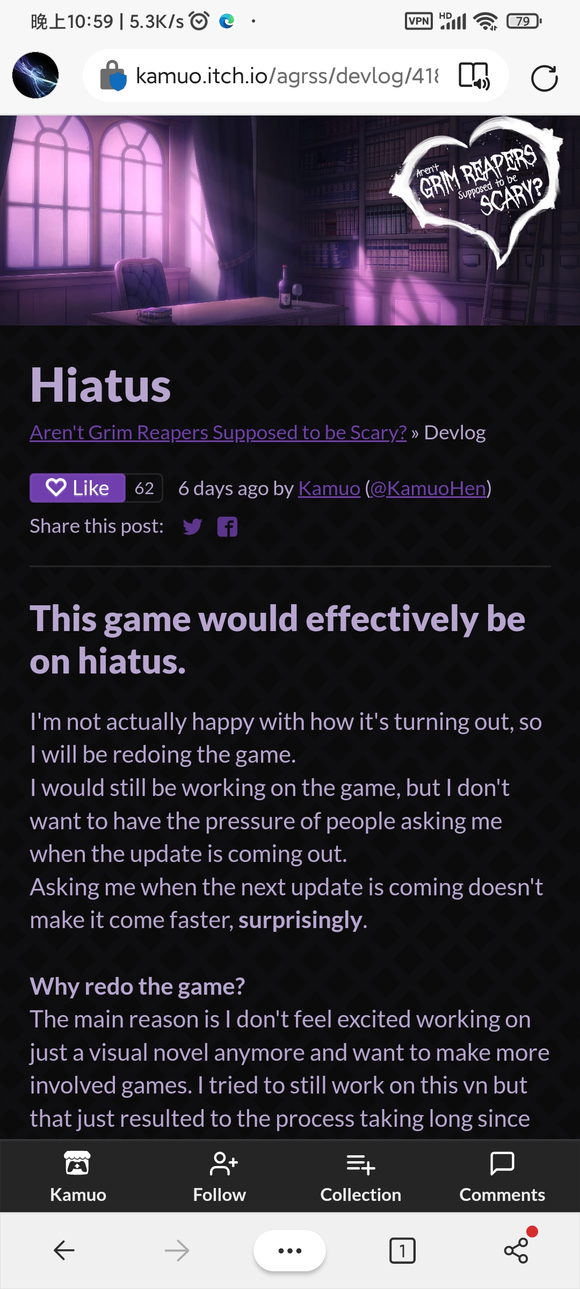 晚上10:59 | 5.3K/s
VPN HD 79
kamuo.itch.io/agrss/devlog/418
Aren't
GRIM REAPERS
Supposed to be
SCARY?
Hiatus
Aren't Grim Reapers Supposed to be Scary? » Devlog
Like 62 6 days ago by Kamuo (@KamuoHen)
Share this post:
This game would effectively be
on hiatus.
I'm not actually happy with how it's turning out, so
I will be redoing the game.
I would still be working on the game, but I don't
want to have the pressure of people asking me
when the update is coming out.
Asking me when the next update is coming doesn't
make it come faster, surprisingly.
Why redo the game?
The main reason is I don't feel excited working on
just a visual novel anymore and want to make more
involved games. I tried to still work on this vn but
that just resulted to the process taking long since
Kamuo Follow Collection Comments
1